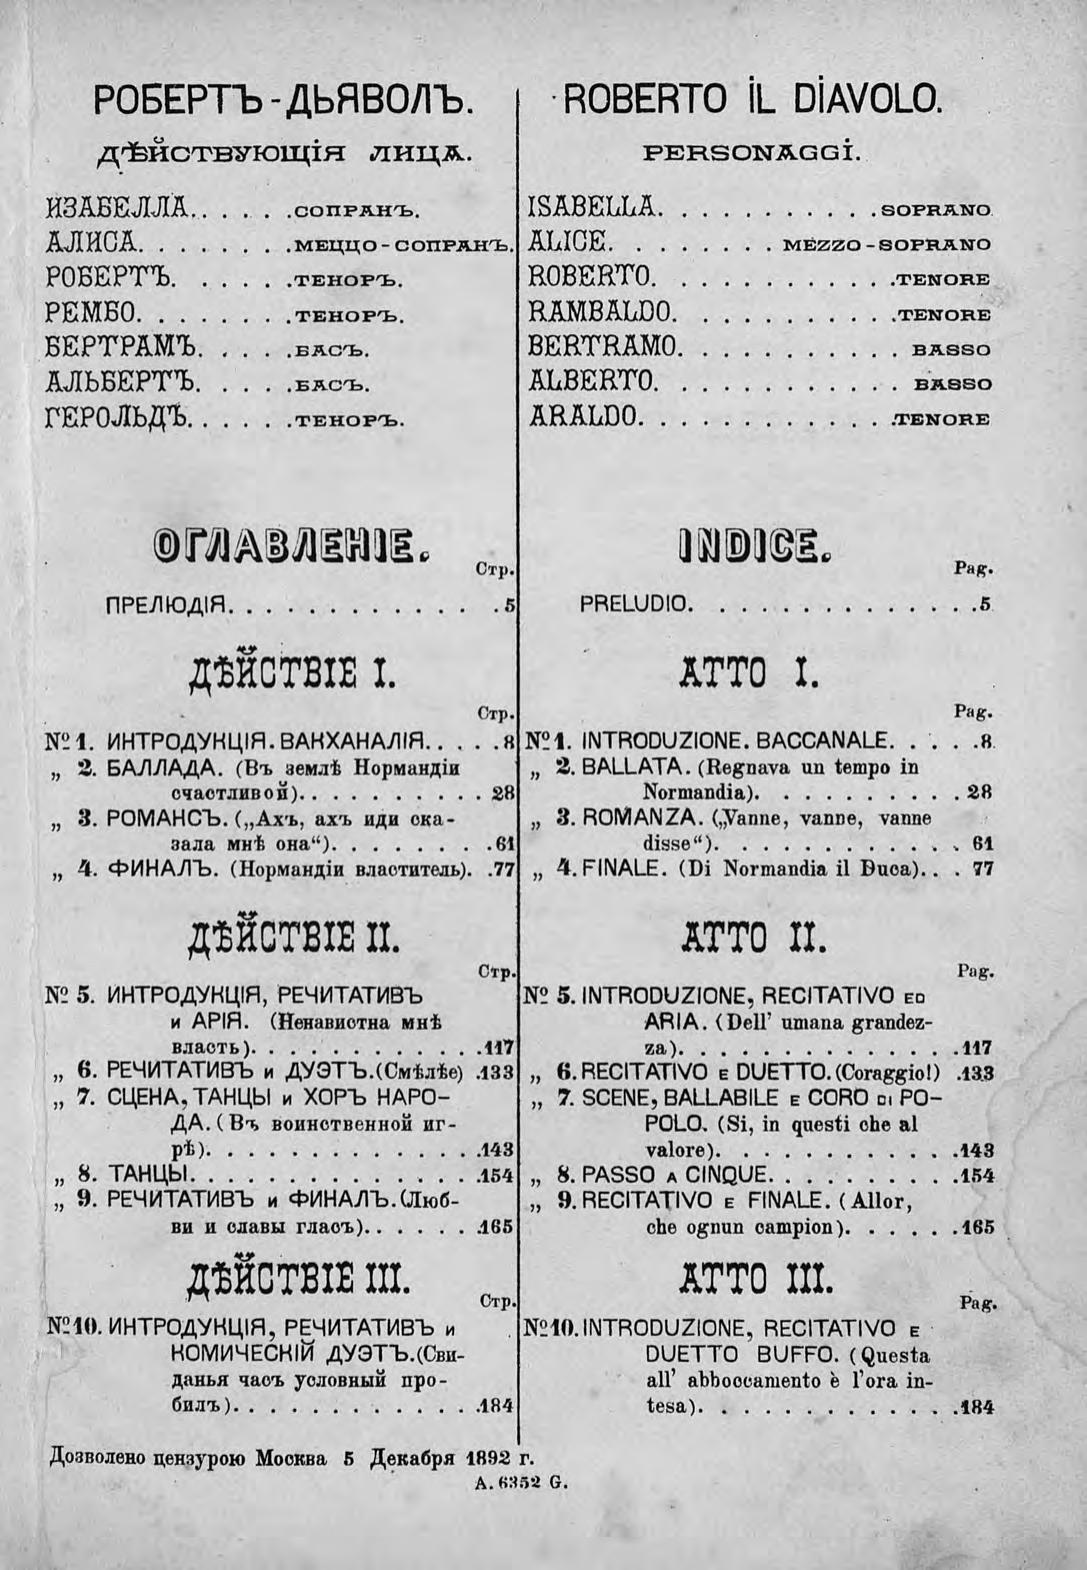 РОБЕРТЪ-ДЬЯВОЛЪ.
ДѢЙСТВУЮЩІЯ ЛИЦА.
ИЗАБЕЛЛА. . . . . . .СОПРАНЪ.
АЛИСА. . . . . . . .МЕЦЦО-СОПРАНЪ.
РОБЕРТЪ. . . . . .ТЕНОРЪ.
РЕМБО. . . . . . . .ТЕНОРЪ.
БЕРТРАМЪ. . . . .БАСЪ.
АЛЬБЕРТЪ. . . . .БАСЪ.
ГЕРОЛЬДЪ. . . . . .ТЕНОРЪ.
ОГЛАВЛЕНІЕ.
Стр.
ПРЕЛЮДІЯ. . . . . . . . . . . . .5
ДѢЙСТВІЕ I.
Стр.
№ 1. ИНТРОДУКЦІЯ. ВАКХАНАЛІЯ. . . . .8
„ 2. БАЛЛАДА. (Въ землѣ Нормандіи
счастливой). . . . . . . . . . 28
„ 3. РОМАНСЪ. („Ахъ, ахъ иди ска-
зала мнѣ она“). . . . . . . .61
„ 4. ФИНАЛЪ. (Нормандіи властитель). .77
ДѢЙСТВІЕ II.
Стр.
№ 5. ИНТРОДУКЦІЯ, РЕЧИТАТИВЪ
и АРІЯ. (Ненавистна мнѣ
власть). . . . . . . . . . . .117
„ 6. РЕЧИТАТИВЪ и ДУЭТЪ.(Смѣлѣе) .133
„ 7. СЦЕНА, ТАНЦЫ и ХОРЪ НАРО-
ДА. (Въ воинственной иг-
рѣ). . . . . . . . . . . . . .143
„ 8. ТАНЦЫ. . . . . . . . . . . . . . .154
„ 9. РЕЧИТАТИВЪ и ФИНАЛЪ.(Люб-
ви и славы гласъ). . . . . . .165
ДѢЙСТВІЕ III.
Стр.
№10. ИНТРОДУКЦІЯ, РЕЧИТАТИВЪ и
КОМИЧЕСКІЙ ДУЭТЪ.(Сви-
данья часъ условный про-
билъ). . . . . . . . . . . . .184
ROBERTO iL DiAVOLO.
PERSONAGGi.
ISABELLA. . . . . . . . . . . .SOPRANO
ALICE. . . . . . . . MEZZO-SOPRANO
ROBERTO. . . . . . . . . . . . .TENORE
RAMBALDO. . . . . . . . . . . .TENORE
BERTRAMO. . . . . . . . . . . BASSO
ALBERTO. . . . . . . . . . . . BASSO
ARALDO. . . . . . . . . . . . .TENORE
INDICE.
Pag.
PRELUDIO. . . . . . . . . . . . . .5
ATTO I.
Pag.
№1. INTRODUZIONE. BACCANALE. . . . .8
„ 2. BALLATA. (Regnava un tempo in
Normandia). . . . . . . . . . 28
„ 3. ROMANZA. („Vanne, vanne, vanne
disse“). . . . . . . . . . . . 61
„ 4. FINALE. (Di Normandia il Duca). . . 77
ATTO II.
Pag.
№ 5. INTRODUZIONE, RECITATIVO ED
ARIA. (Dell’ umana grandez-
za). . . . . . . . . . . . . .117
„ 6. RECITATIVO E DUETTO.(Coraggio!) .133
„ 7. SCENE, BALLABILE E CORO DI PO-
POLO. (Si, in questi che al
valore). . . . . . . . . . . .143
„ 8. PASSO A CINQUE. . . . . . . . . .154
„ 9. RECITATIVO E FINALE. (Allor,
che ognun campion). . . . . .165
ATTO III.
Pag.
№10. INTRODUZIONE, RECITATIVO E
DUETTO BUFFO. (Questa
all’ abboccamento è l’ora in-
tesa). . . . . . . . . . . . .184
Дозволено цензурою Москва 5 Декабря 1892 г.
A. 6352 G.